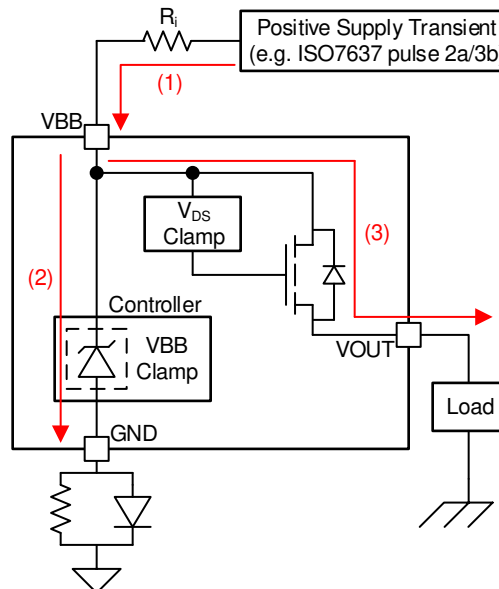 Ri
Positive Supply Transient
(e.g. ISO7637 pulse 2a/3b
(1)
VBB
VDS
Clamp
(3)
(2)
Controller
VBB
Clamp
VOUT
GND
Load